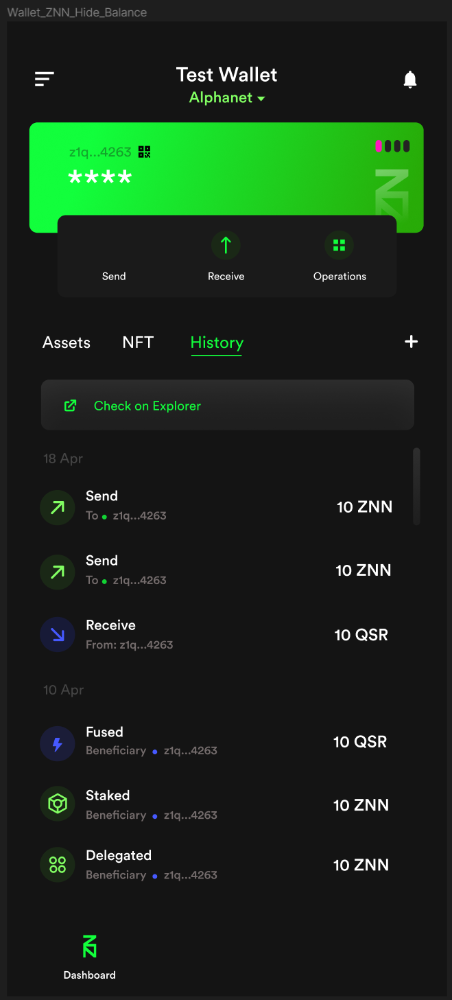 Wallet_ZNN_Hide_Balance
Test Wallet
Alphanet
z1q...4263
****
Send
Receive
Operations
Assets
NFT
History
+
Check on Explorer
18 Apr
Send
10 ZNN
To • z1q...4263
Send
10 ZNN
To • z1q...4263
Receive
10 QSR
From: z1q...4263
10 Apr
Fused
10 QSR
Beneficiary • z1q...4263
Staked
10 ZNN
Beneficiary • z1q...4263
Delegated
10 ZNN
Beneficiary • z1q...4263
Dashboard